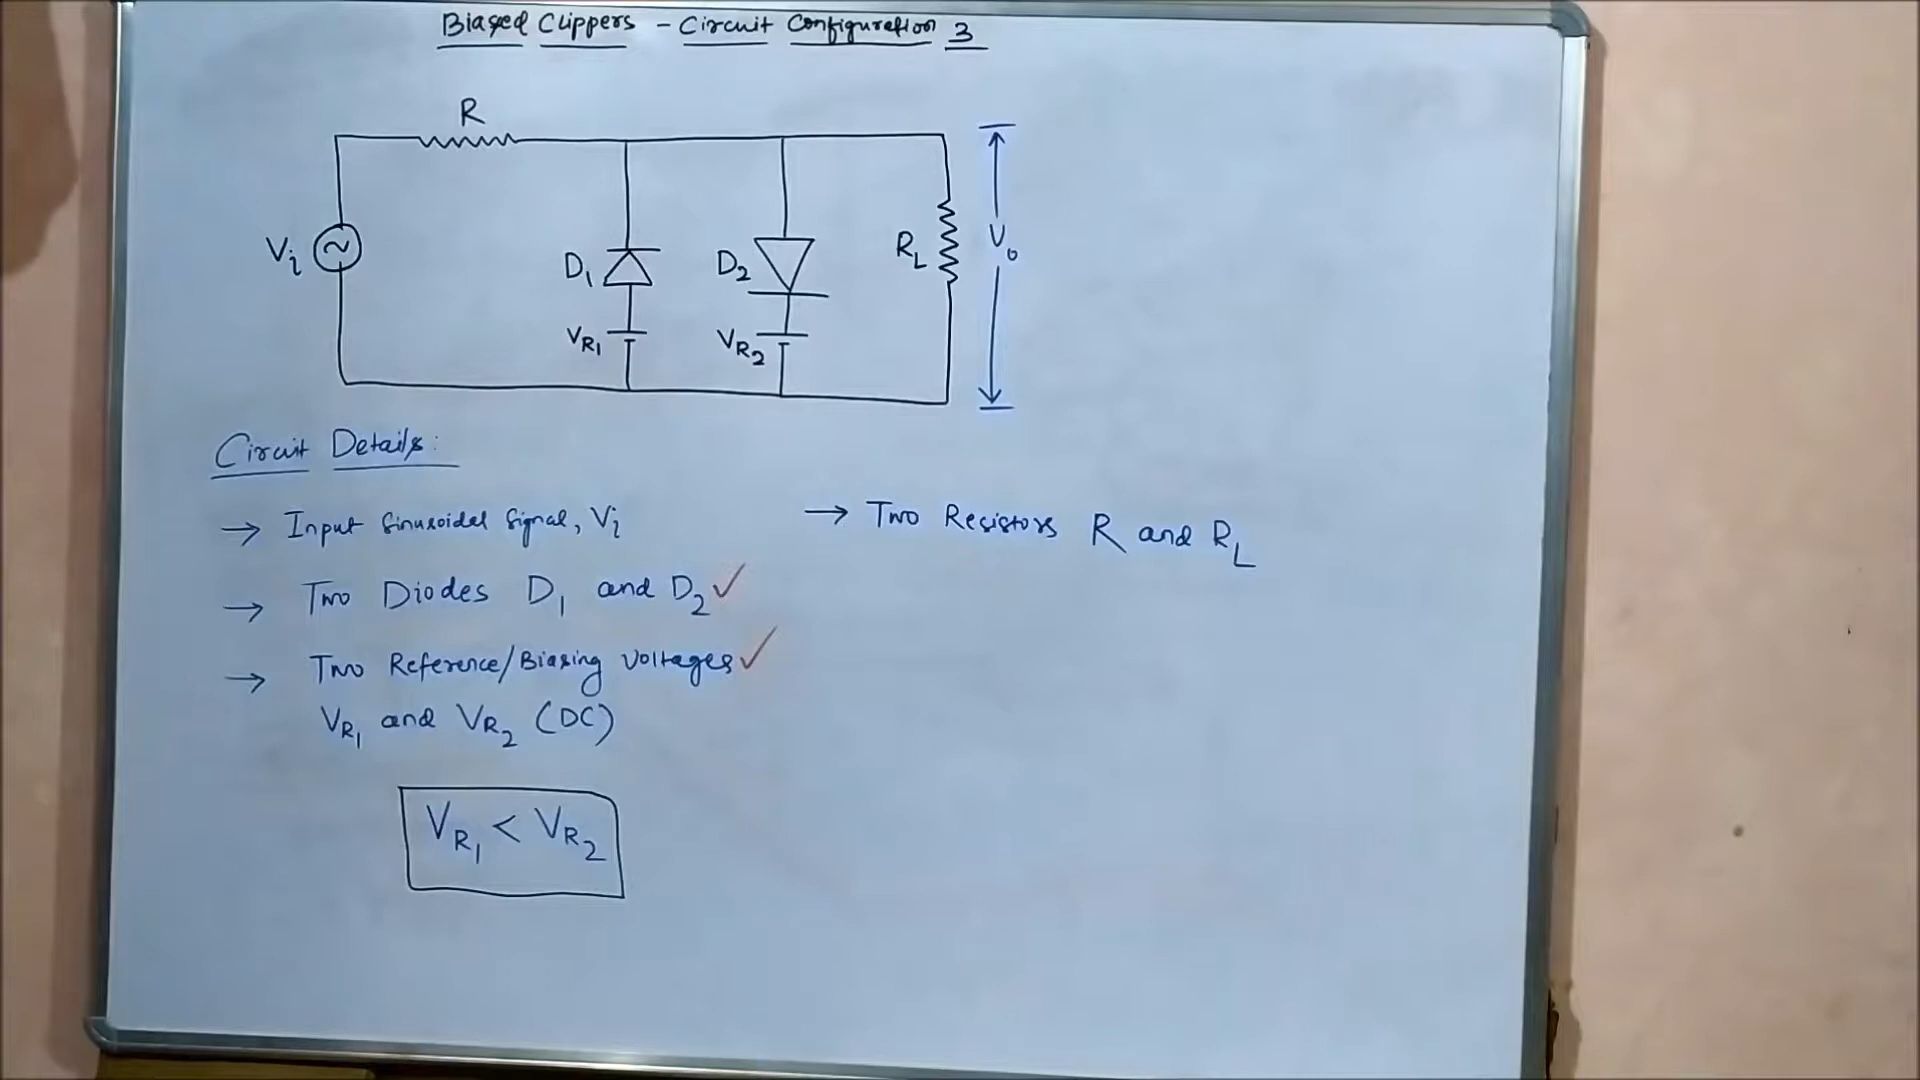 Biased Clippers - Circuit Configuration 3
R
Vi
D1
D2
RL
Vo
VR1
VR2
Circuit Details:
→ Input Sinusoidal Signal, Vi
→ Two Diodes D1 and D2 ✓
→ Two Reference/Biasing Voltages ✓
VR1 and VR2 (DC)
VR1 < VR2
→ Two Resistors R and RL